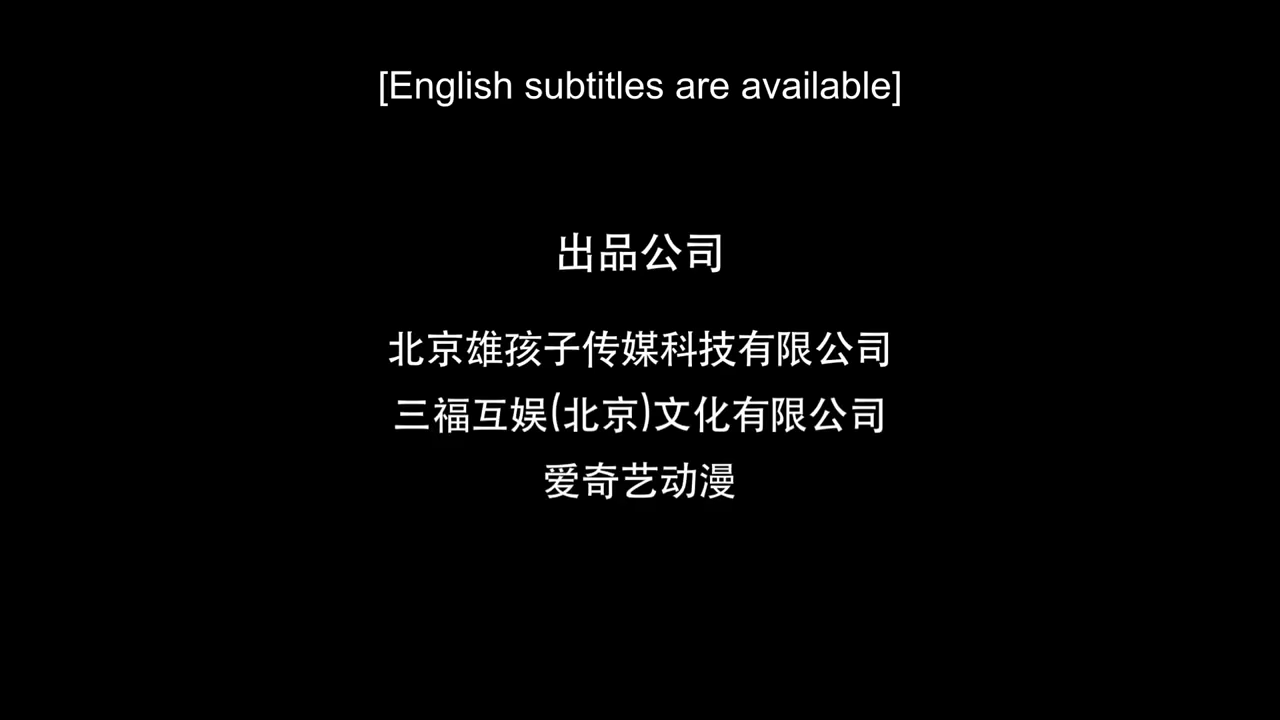 [English subtitles are available]
出品公司
北京雄孩子传媒科技有限公司
三福互娱(北京)文化有限公司
爱奇艺动漫